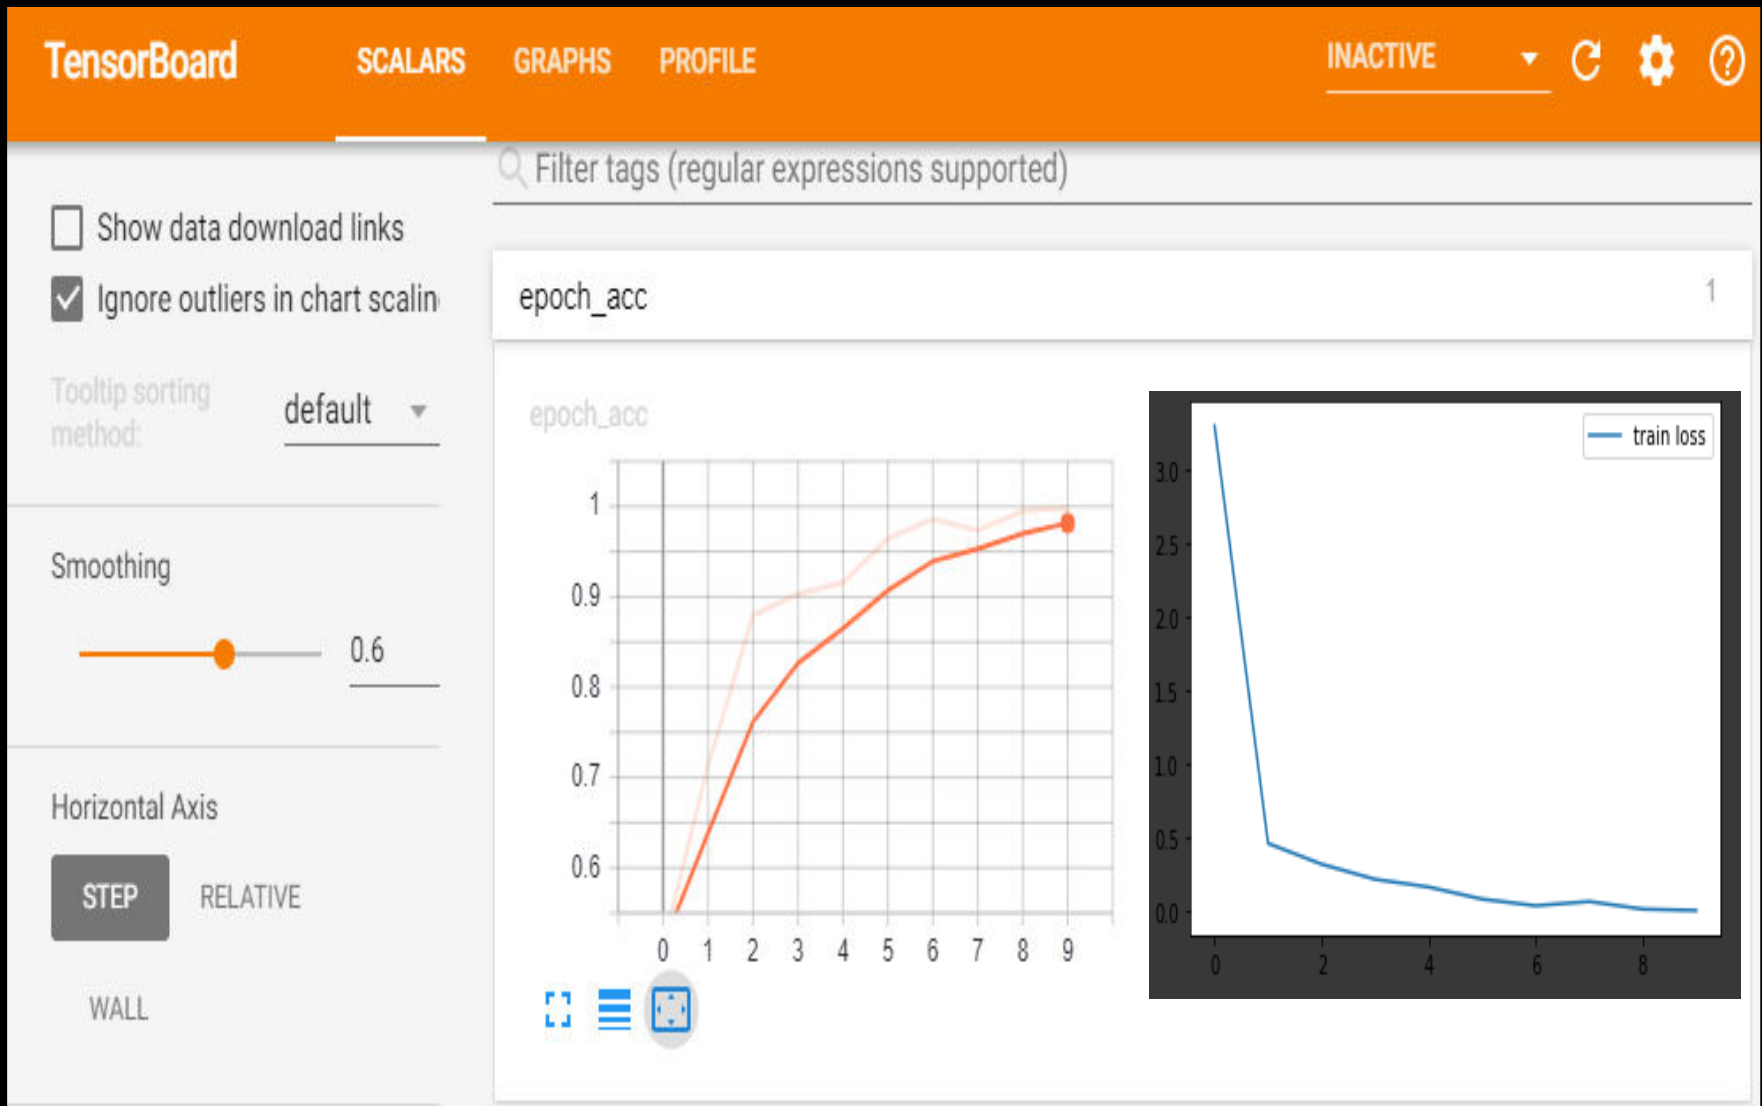 TensorBoard SCALARS GRAPHS PROFILE INACTIVE
Filter tags (regular expressions supported)
Show data download links
Ignore outliers in chart scalin
epoch_acc 1
Tooltip sorting
method:
default
epoch_acc
train loss
Smoothing
0.6
Horizontal Axis
STEP RELATIVE
WALL
1
0.9
0.8
0.7
0.6
0 1 2 3 4 5 6 7 8 9
3.0
2.5
2.0
1.5
1.0
0.5
0.0
0 2 4 6 8